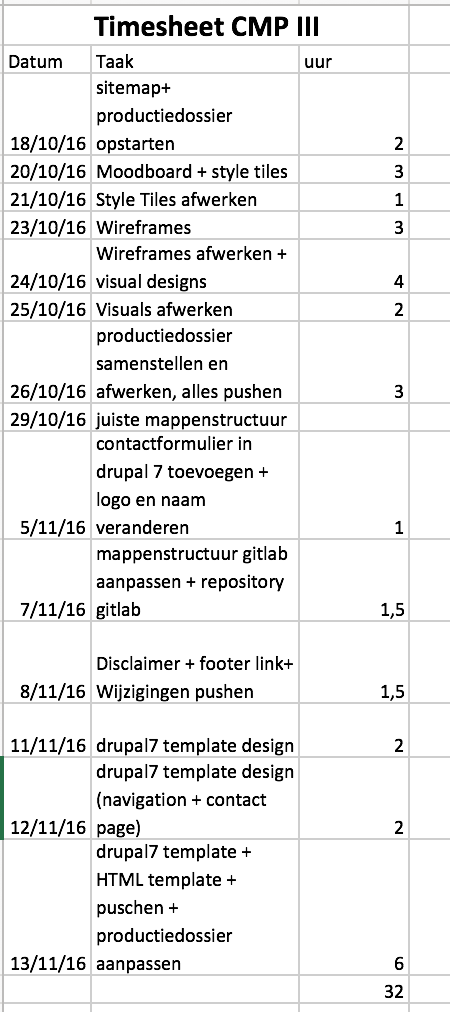 Timesheet CMP III
Datum Taak uur
sitemap+
productiedossier
18/10/16 opstarten 2
20/10/16 Moodboard + style tiles 3
21/10/16 Style Tiles afwerken 1
23/10/16 Wireframes 3
Wireframes afwerken +
24/10/16 visual designs 4
25/10/16 Visuals afwerken 2
productiedossier
samenstellen en
26/10/16 afwerken, alles pushen 3
29/10/16 juiste mappenstructuur
contactformulier in
drupal 7 toevoegen +
logo en naam
5/11/16 veranderen 1
mappenstructuur gitlab
aanpassen + repository
7/11/16 gitlab 1,5
Disclaimer + footer link+
8/11/16 Wijzigingen pushen 1,5
11/11/16 drupal7 template design 2
drupal7 template design
(navigation + contact
12/11/16 page) 2
drupal7 template +
HTML template +
puschen +
productiedossier
13/11/16 aanpassen 6
32